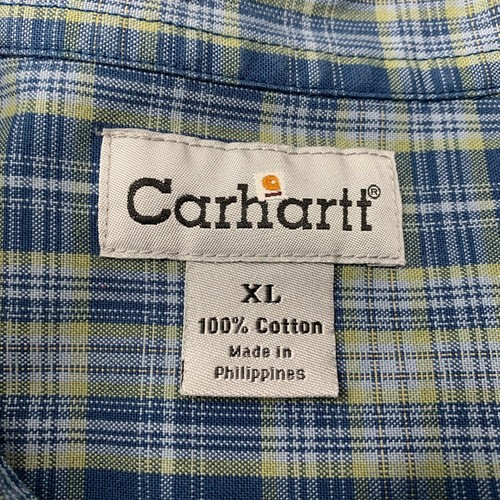 Carhartt®
XL
100% Cotton
Made in
Philippines